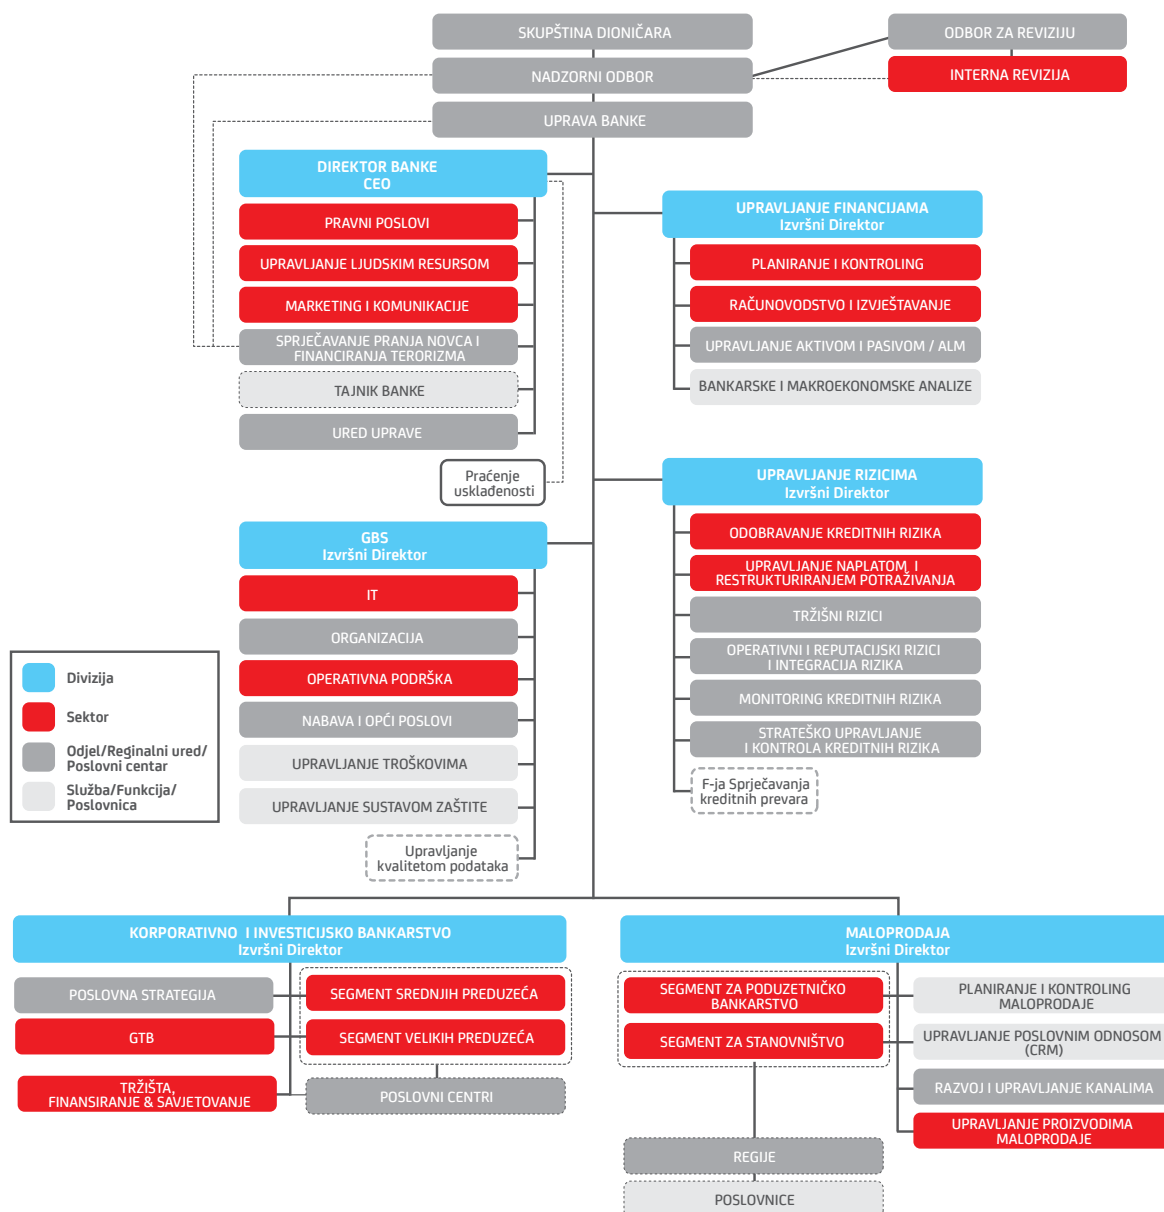 SKUPŠTINA DIONIČARA
ODBOR ZA REVIZIJU
NADZORNI ODBOR
INTERNA REVIZIJA
UPRAVA BANKE
DIREKTOR BANKE
CEO
PRAVNI POSLOVI
UPRAVLJANJE LJUDSKIM RESURSOM
MARKETING I KOMUNIKACIJE
SPRJEČAVANJE PRANJA NOVCA I
FINANCIRANJA TERORIZMA
TAJNIK BANKE
URED UPRAVE
Praćenje
usklađenosti
UPRAVLJANJE FINANCIJAMA
Izvršni Direktor
PLANIRANJE I KONTROLING
RAČUNOVODSTVO I IZVJEŠTAVANJE
UPRAVLJANJE AKTIVOM I PASIVOM / ALM
BANKARSKE I MAKROEKONOMSKE ANALIZE
UPRAVLJANJE RIZICIMA
Izvršni Direktor
ODOBRAVANJE KREDITNIH RIZIKA
UPRAVLJANJE NAPLATOM I
RESTRUKTURIRANJEM POTRAŽIVANJA
TRŽIŠNI RIZICI
OPERATIVNI I REPUTACIJSKI RIZICI
I INTEGRACIJA RIZIKA
MONITORING KREDITNIH RIZIKA
STRATEŠKO UPRAVLJANJE
I KONTROLA KREDITNIH RIZIKA
F-ja Sprječavanja
kreditnih prevara
GBS
Izvršni Direktor
IT
ORGANIZACIJA
OPERATIVNA PODRŠKA
NABAVA I OPĆI POSLOVI
UPRAVLJANJE TROŠKOVIMA
UPRAVLJANJE SUSTAVOM ZAŠTITE
Upravljanje
kvalitetom podataka
Divizija
Sektor
Odjel/Reginalni ured/
Poslovni centar
Služba/Funkcija/
Poslovnica
KORPORATIVNO I INVESTICIJSKO BANKARSTVO
Izvršni Direktor
POSLOVNA STRATEGIJA
SEGMENT SREDNJIH PREDUZEĆA
GTB
SEGMENT VELIKIH PREDUZEĆA
TRŽIŠTA,
FINANSIRANJE & SAVJETOVANJE
POSLOVNI CENTRI
MALOPRODAJA
Izvršni Direktor
SEGMENT ZA PODUZETNIČKO
BANKARSTVO
PLANIRANJE I KONTROLING
MALOPRODAJE
SEGMENT ZA STANOVNIŠTVO
UPRAVLJANJE POSLOVNIM ODNOSOM
(CRM)
RAZVOJ I UPRAVLJANJE KANALIMA
UPRAVLJANJE PROIZVODIMA
MALOPRODAJE
REGIJE
POSLOVNICE